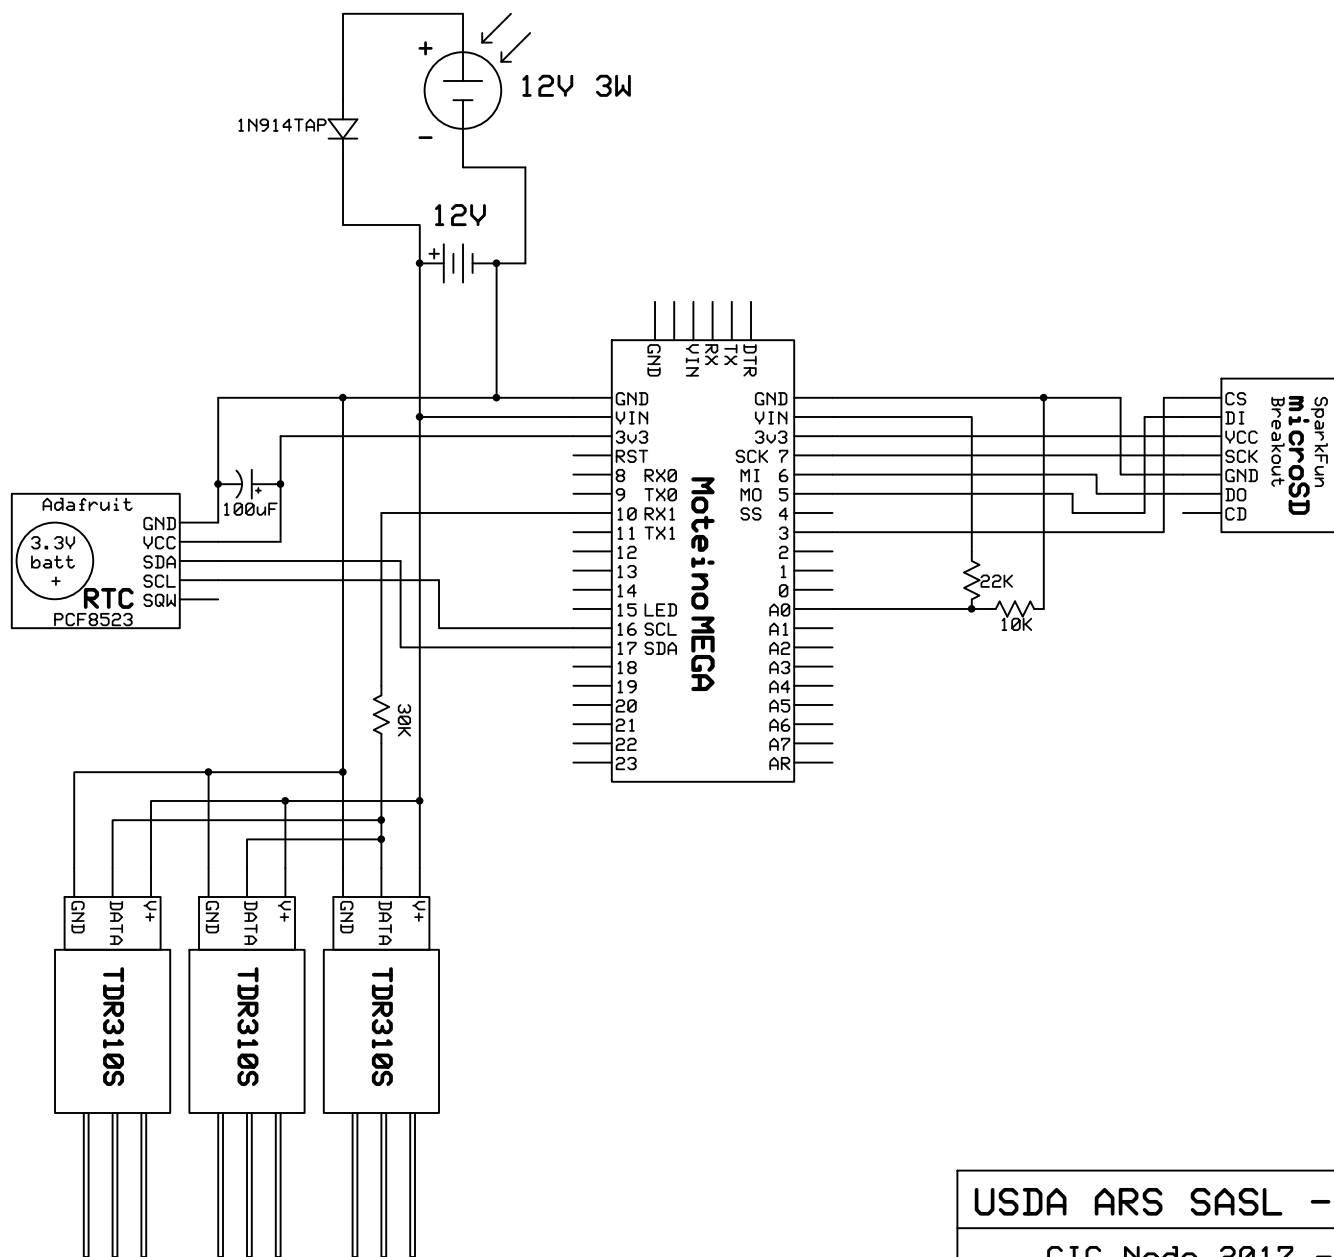 +
12V 3W
1N914TAP
-
12V
+
GND
VIN
RX
TX
DTR
GND
VIN
3v3
RST
8 RX0
9 TX0
10 RX1
11 TX1
12
13
14
15 LED
16 SCL
17 SDA
18
19
20
21
22
23
MoteinoMEGA
GND
VIN
3v3
SCK 7
MI 6
MO 5
SS 4
3
2
1
0
A0
A1
A2
A3
A4
A5
A6
A7
AR
CS
DI
VCC
SCK
GND
DO
CD
SparkFun
microSD
Breakout
22K
10K
+
100uF
Adafruit
3.3V
batt
+
RTC
PCF8523
GND
VCC
SDA
SCL
SQW
30K
GND
DATA
V+
TDR310S
GND
DATA
V+
TDR310S
GND
DATA
V+
TDR310S
USDA ARS SASL -
Node 2017 -